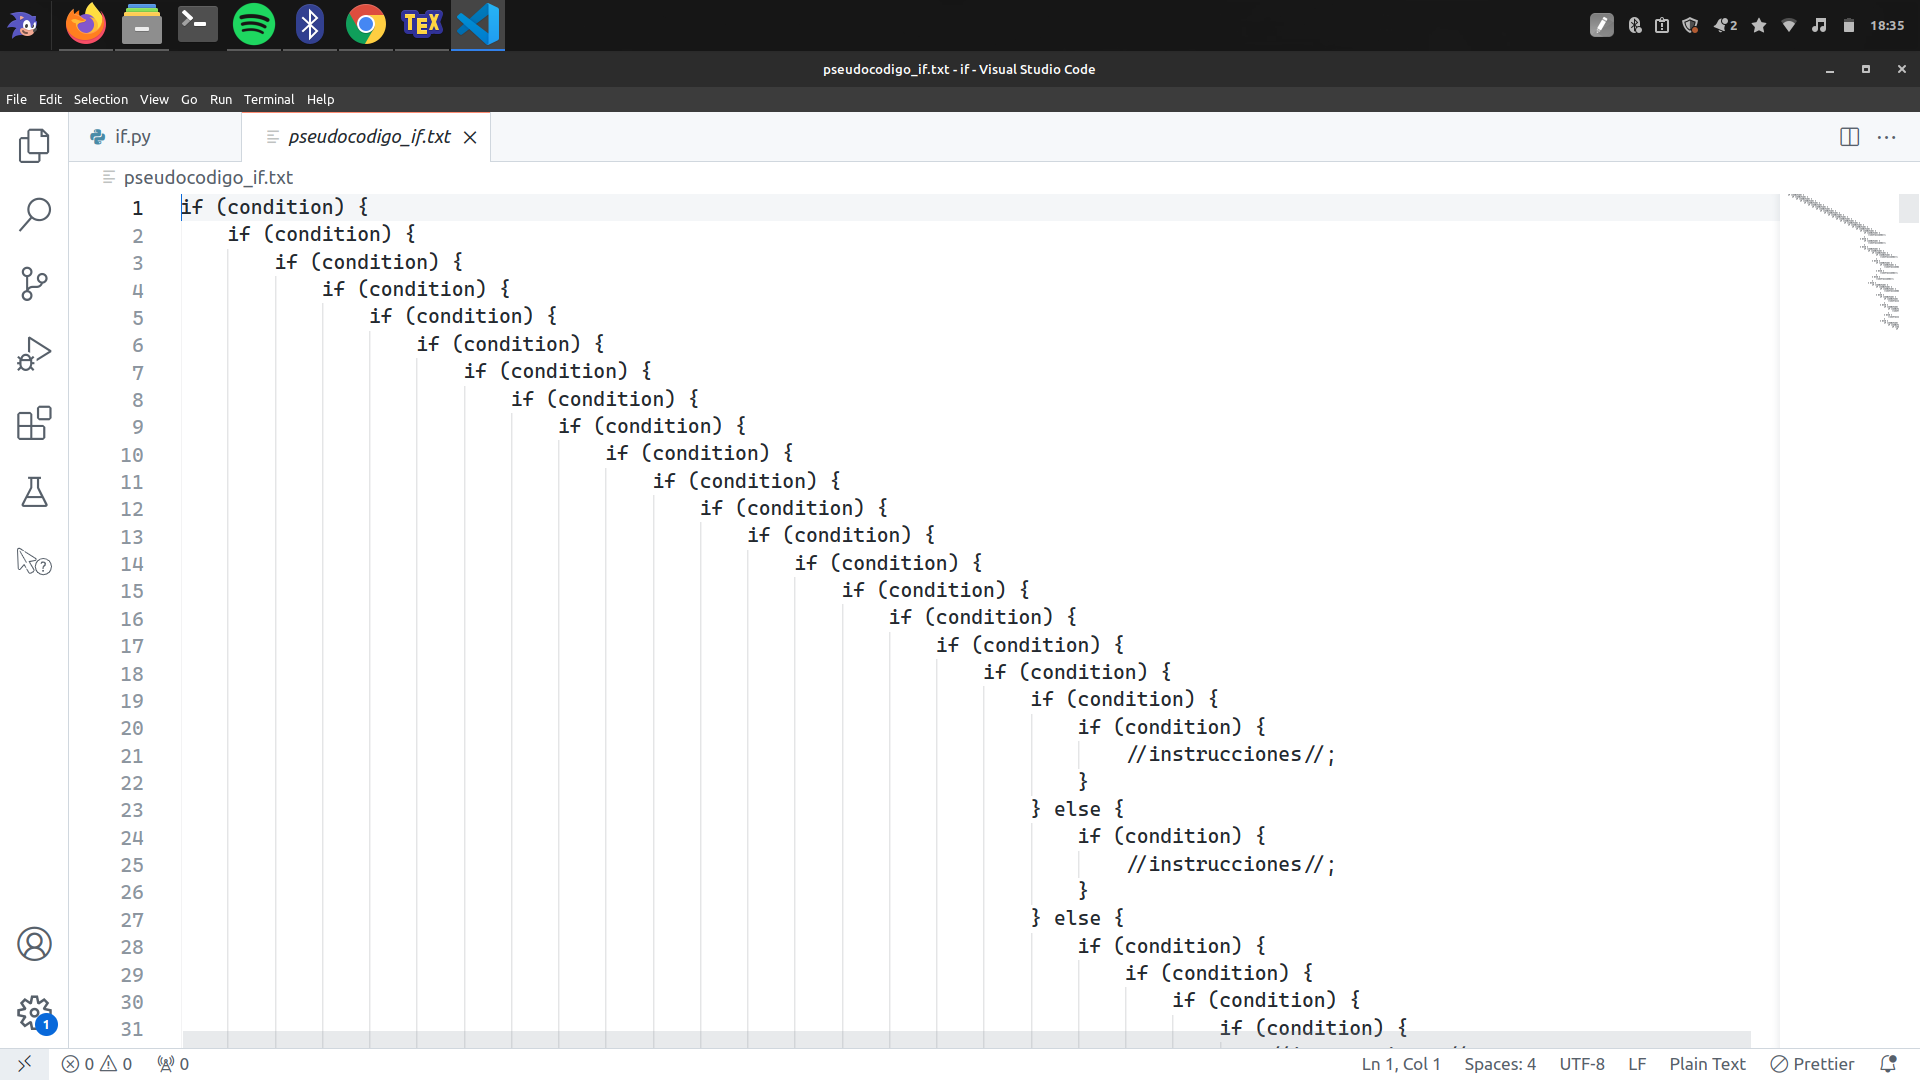 TEX
2
18:35
pseudocodigo_if.txt - if - Visual Studio Code
File Edit Selection View Go Run Terminal Help
if.py
pseudocodigo_if.txt
pseudocodigo_if.txt
1 if (condition) {
2 if (condition) {
3 if (condition) {
4 if (condition) {
5 if (condition) {
6 if (condition) {
7 if (condition) {
8 if (condition) {
9 if (condition) {
10 if (condition) {
11 if (condition) {
12 if (condition) {
13 if (condition) {
14 if (condition) {
15 if (condition) {
16 if (condition) {
17 if (condition) {
18 if (condition) {
19 if (condition) {
20 if (condition) {
21 //instrucciones//;
22 }
23 } else {
24 if (condition) {
25 //instrucciones//;
26 }
27 } else {
28 if (condition) {
29 if (condition) {
30 if (condition) {
31 if (condition) {
1
0 0 0
Ln 1, Col 1 Spaces: 4 UTF-8 LF Plain Text Prettier